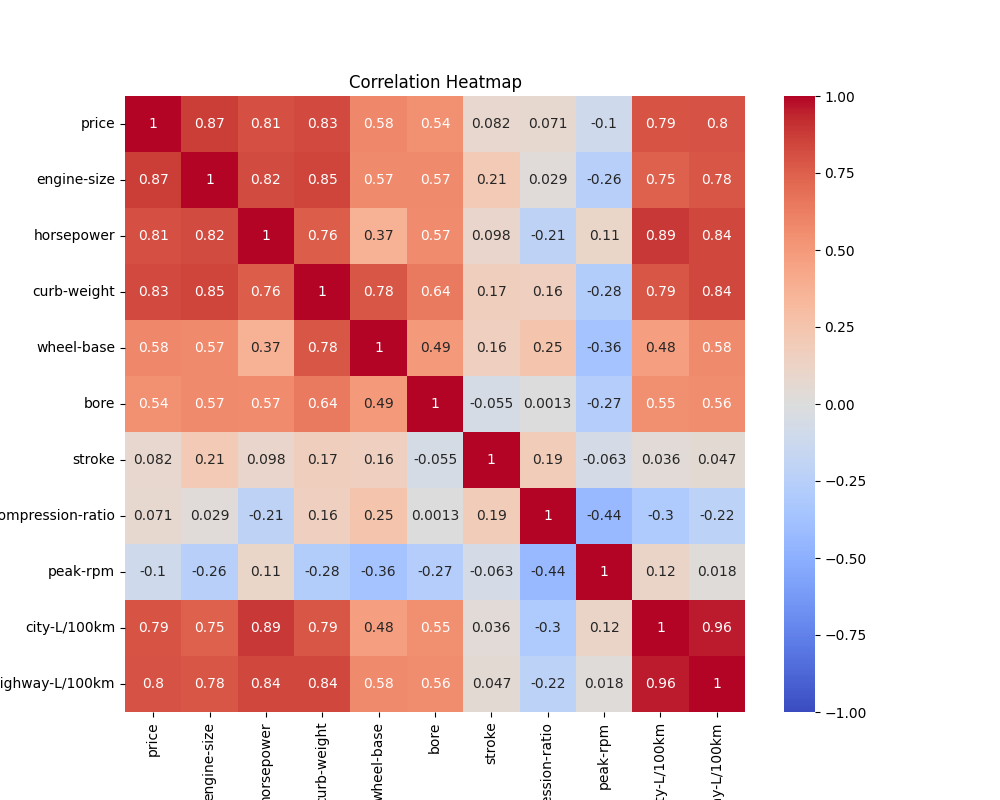 Correlation Heatmap
price 1 0.87 0.81 0.83 0.58 0.54 0.082 0.071 -0.1 0.79 0.8
engine-size 0.87 1 0.82 0.85 0.57 0.57 0.21 0.029 -0.26 0.75 0.78
horsepower 0.81 0.82 1 0.76 0.37 0.57 0.098 -0.21 0.11 0.89 0.84
curb-weight 0.83 0.85 0.76 1 0.78 0.64 0.17 0.16 -0.28 0.79 0.84
wheel-base 0.58 0.57 0.37 0.78 1 0.49 0.16 0.25 -0.36 0.48 0.58
bore 0.54 0.57 0.57 0.64 0.49 1 -0.055 0.0013 -0.27 0.55 0.56
stroke 0.082 0.21 0.098 0.17 0.16 -0.055 1 0.19 -0.063 0.036 0.047
ompression-ratio 0.071 0.029 -0.21 0.16 0.25 0.0013 0.19 1 -0.44 -0.3 -0.22
peak-rpm -0.1 -0.26 0.11 -0.28 -0.36 -0.27 -0.063 -0.44 1 0.12 0.018
city-L/100km 0.79 0.75 0.89 0.79 0.48 0.55 0.036 -0.3 0.12 1 0.96
ighway-L/100km 0.8 0.78 0.84 0.84 0.58 0.56 0.047 -0.22 0.018 0.96 1
price
engine-size
horsepower
curb-weight
wheel-base
bore
stroke
ession-ratio
peak-rpm
ty-L/100km
ay-L/100km
1.00
0.75
0.50
0.25
0.00
−0.25
−0.50
−0.75
−1.00